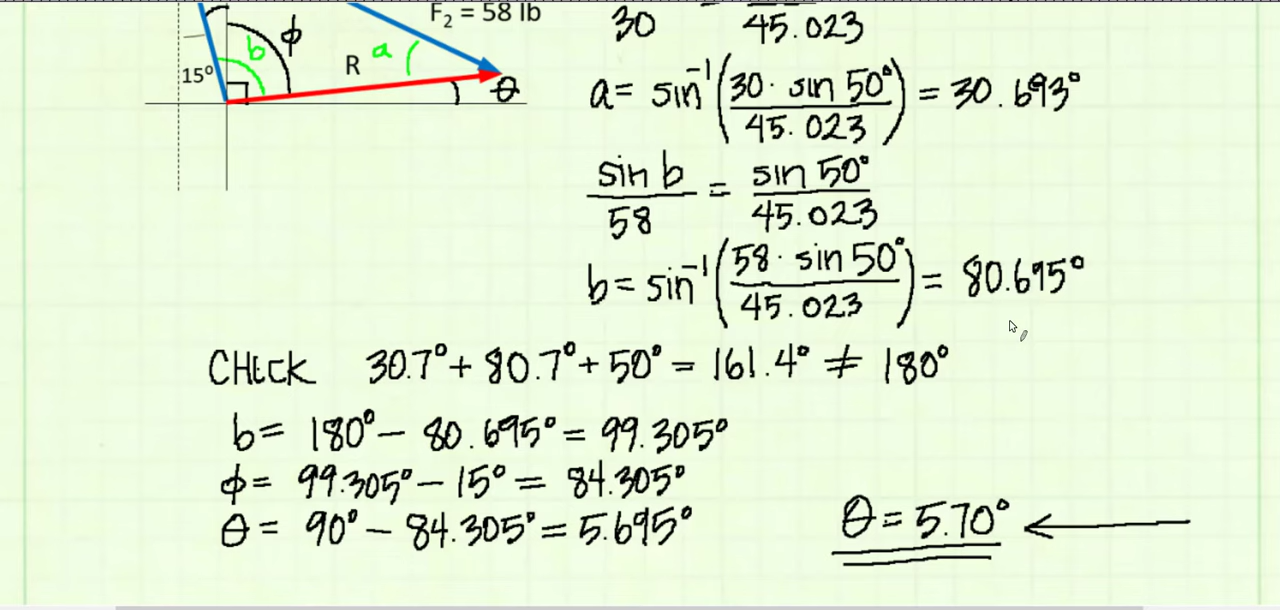 F₂ = 58 lb
b
ϕ
a
R
15°
θ
30 = 45.023
a = sin⁻¹(30 · sin 50° / 45.023) = 30.693°
sin b / 58 = sin 50° / 45.023
b = sin⁻¹(58 · sin 50° / 45.023) = 80.695°
CHECK 30.7° + 80.7° + 50° = 161.4° ≠ 180°
b = 180° − 80.695° = 99.305°
ϕ = 99.305° − 15° = 84.305°
θ = 90° − 84.305° = 5.695°
θ = 5.70°